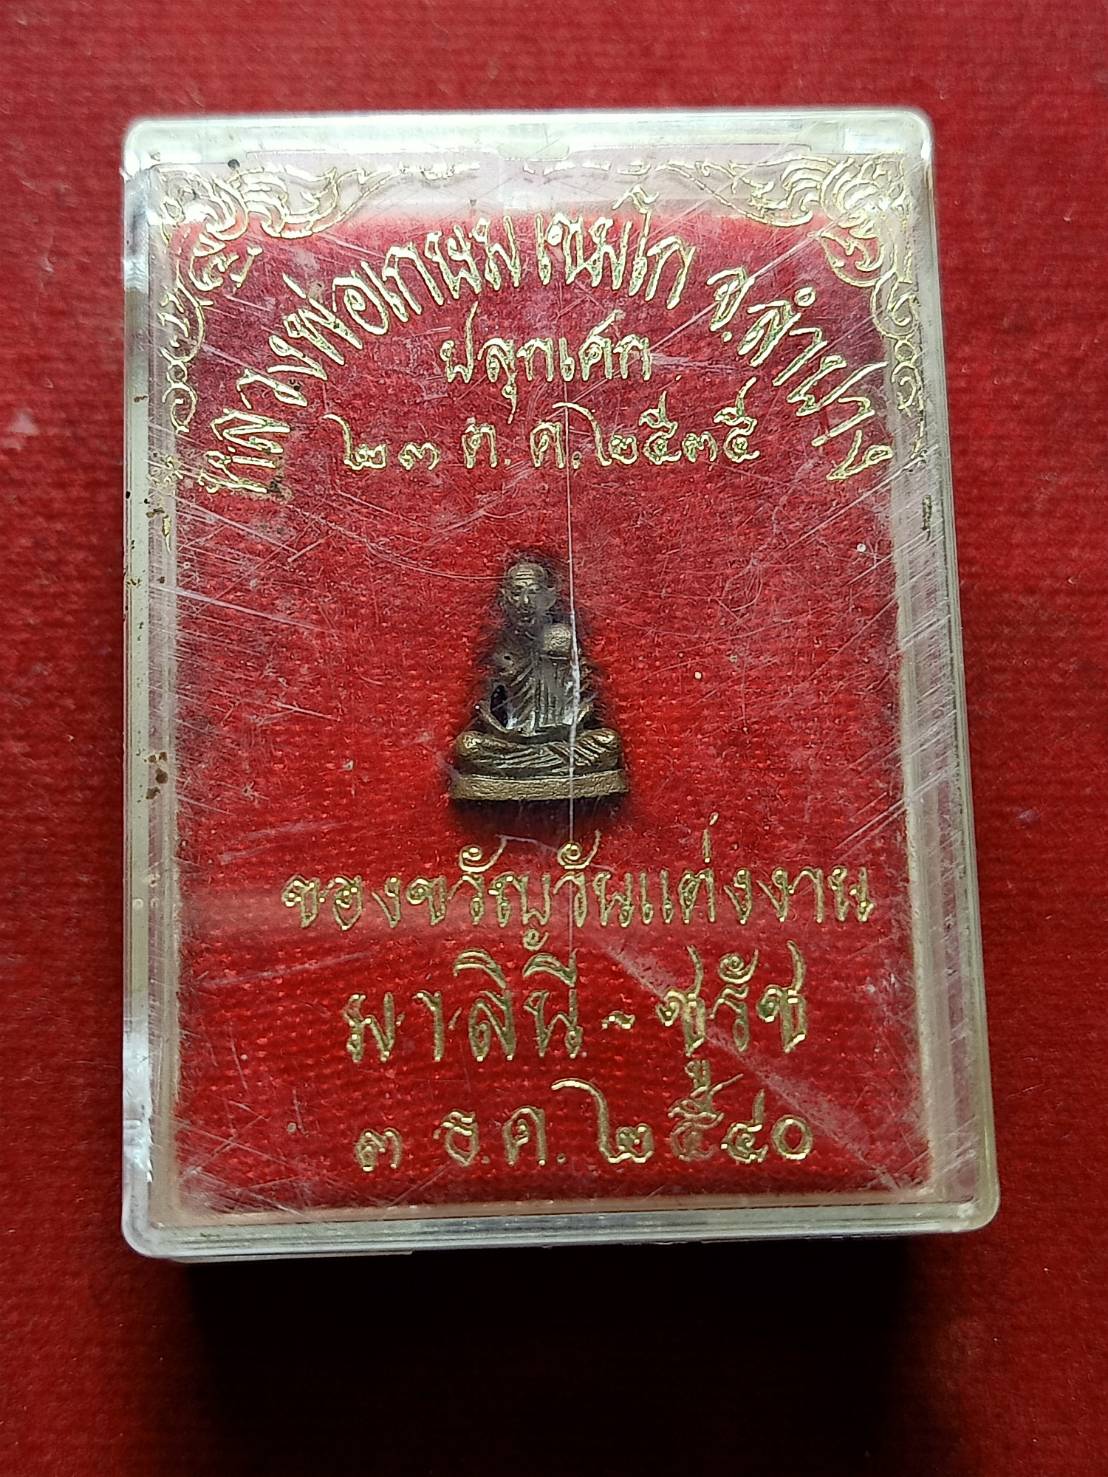 หลวงพ่อเกษม เขมโก จ.ลำปาง
ปลุกเศก
๒๓ ต.ค.๒๕๓๕
ของขวัญวันแต่งงาน
มาลินี - ชูรัช
๓ ธ.ค.๒๕๔๐